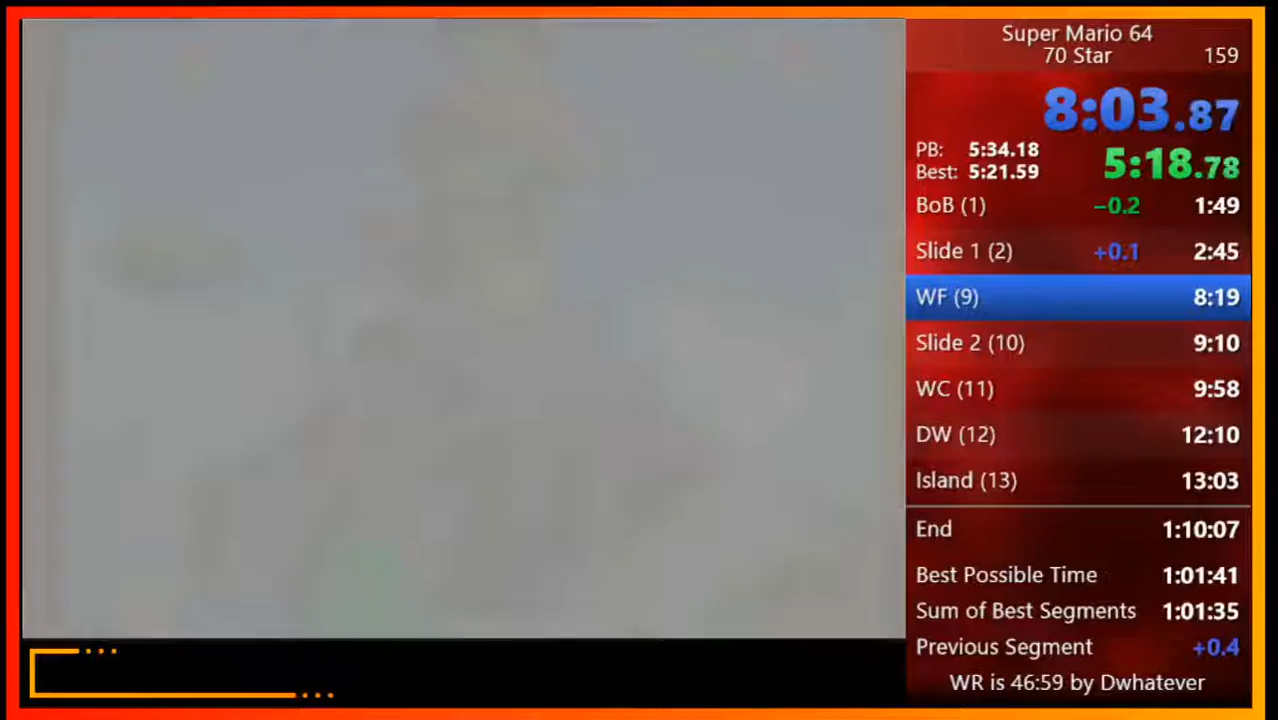 Super Mario 64
70 Star 159
8:03.87
PB: 5:34.18
Best: 5:21.59
5:18.78
BoB (1) −0.2 1:49
Slide 1 (2) +0.1 2:45
WF (9) 8:19
Slide 2 (10) 9:10
WC (11) 9:58
DW (12) 12:10
Island (13) 13:03
End 1:10:07
Best Possible Time 1:01:41
Sum of Best Segments 1:01:35
Previous Segment +0.4
WR is 46:59 by Dwhatever